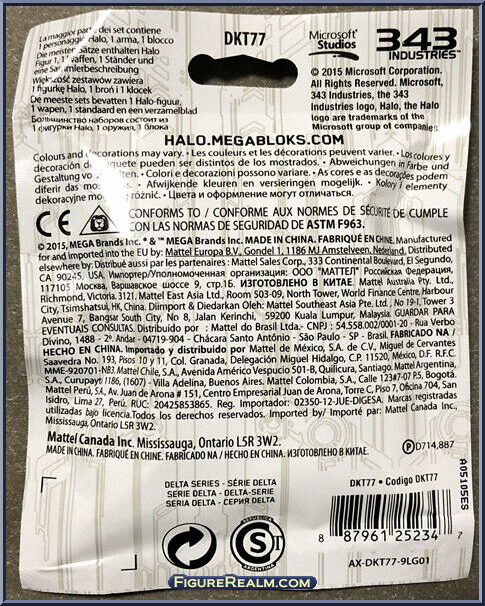 La maggior parte dei set contiene
1 personaggio Halo, 1 arma, 1 blocco
Die meisten Sätze enthalten Halo
Figur 1, 1 Waffen, 1 Ständer und
eine Sammlerbeschreibung
Większość zestawów zawiera
1 figurkę Halo, 1 broń i 1 klocek
De meeste sets bevatten 1 Halo-figuur,
1 wapen, 1 standaard en een verzamelblad
Большинство наборов состоит из
1 фигурки Halo, 1 оружия, 1 блока
DKT77
Microsoft®
Studios
343
INDUSTRIES™
© 2015 Microsoft Corporation.
All Rights Reserved. Microsoft,
343 Industries, the 343
Industries logo, Halo, the Halo
logo are trademarks of the
Microsoft group of companies.
HALO.MEGABLOKS.COM
Colours and decorations may vary. • Les couleurs et les décorations peuvent varier. • Los colores y
decoración del juguete pueden ser distintos de los mostrados. • Abweichungen in Farbe und
Gestaltung vorbehalten. • Colori e decorazioni possono variare. • As cores e as decorações podem
diferir das mostradas. • Afwijkende kleuren en versieringen mogelijk. • Kolory i elementy
dekoracyjne mogą się różnić. • Цвета и оформление могут отличаться.
CE
CONFORMS TO / CONFORME AUX NORMES DE SÉCURITÉ DE CUMPLE
CON LAS NORMAS DE SEGURIDAD DE ASTM F963.
© 2015, MEGA Brands Inc. & ™ MEGA Brands Inc. MADE IN CHINA. FABRIQUÉ EN CHINE. Manufactured
for and imported into the EU by: Mattel Europa B.V., Gondel 1, 1186 MJ Amstelveen, Nederland. Distributed
elsewhere by: Distribué aussi par les partenaires : Mattel Sales Corp., 333 Continental Boulevard, El Segundo,
CA 90245, USA, Импортер/Уполномоченная организация: ООО "МАТТЕЛ" Российская Федерация,
117105 Москва, Варшавское шоссе 9, стр.1Б. ИЗГОТОВЛЕНО В КИТАЕ. Mattel Australia Pty. Ltd.,
Richmond, Victoria. 3121. Mattel East Asia Ltd., Room 503-09, North Tower, World Finance Centre, Harbour
City, Tsimshatsui, HK, China. Diimport & Diedarkan Oleh: Mattel Southeast Asia Pte. Ltd., No 19-1, Tower 3
Avenue 7, Bangsar South City, No 8, Jalan Kerinchi, 59200 Kuala Lumpur, Malaysia. GUARDAR PARA
EVENTUAIS CONSULTAS. Distribuido por : Mattel do Brasil Ltda.- CNPJ : 54.558.002/0001-20 - Rua Verbo
Divino, 1488 - 2º. Andar - 04719-904 - Chácara Santo Antônio - São Paulo - SP - Brasil. FABRICADO NA /
HECHO EN CHINA. Importado y distribuido por: Mattel de México, S.A. de C.V., Miguel de Cervantes
Saavedra No. 193, Pisos 10 y 11, Col. Granada, Delegación Miguel Hidalgo, C.P. 11520, México, D.F. R.F.C.
MME-920701-NB3. Mattel Chile, S.A., Avenida Américo Vespucio 501-B, Quilicura, Santiago. Mattel Argentina,
S.A., Curupaytí 1186, (1607) - Villa Adelina, Buenos Aires. Mattel Colombia, S.A., Calle 123#07-07 P.5, Bogotá.
Mattel Perú, S.A., Av. Juan de Arona # 151, Centro Empresarial Juan de Arona, Torre C, Piso 7, Oficina 704, San
Isidro, Lima 27, Perú. RUC: 20425853865. Reg. Importador: 02350-12-JUE-DIGESA. Marcas registradas
utilizadas bajo licencia.Todos los derechos reservados. Imported by / Importé par: Mattel Canada Inc.,
Mississauga, Ontario L5R 3W2.
Mattel Canada Inc. Mississauga, Ontario L5R 3W2.
MADE IN CHINA. FABRIQUÉ EN CHINE. FABRICADO NA / HECHO EN CHINA. ИЗГОТОВЛЕНО В КИТАЕ.
P D714,887
A05105ES
DELTA SERIES - SÉRIE DELTA
SERIE DELTA - DELTA-SERIE
SERIA DELTA - СЕРИЯ DELTA
REPUBLICA
S
ARGENTINA
DKT77 • Codigo DKT77
8 87961 25234 7
AX-DKT77-9LG01
FIGUREREALM.COM